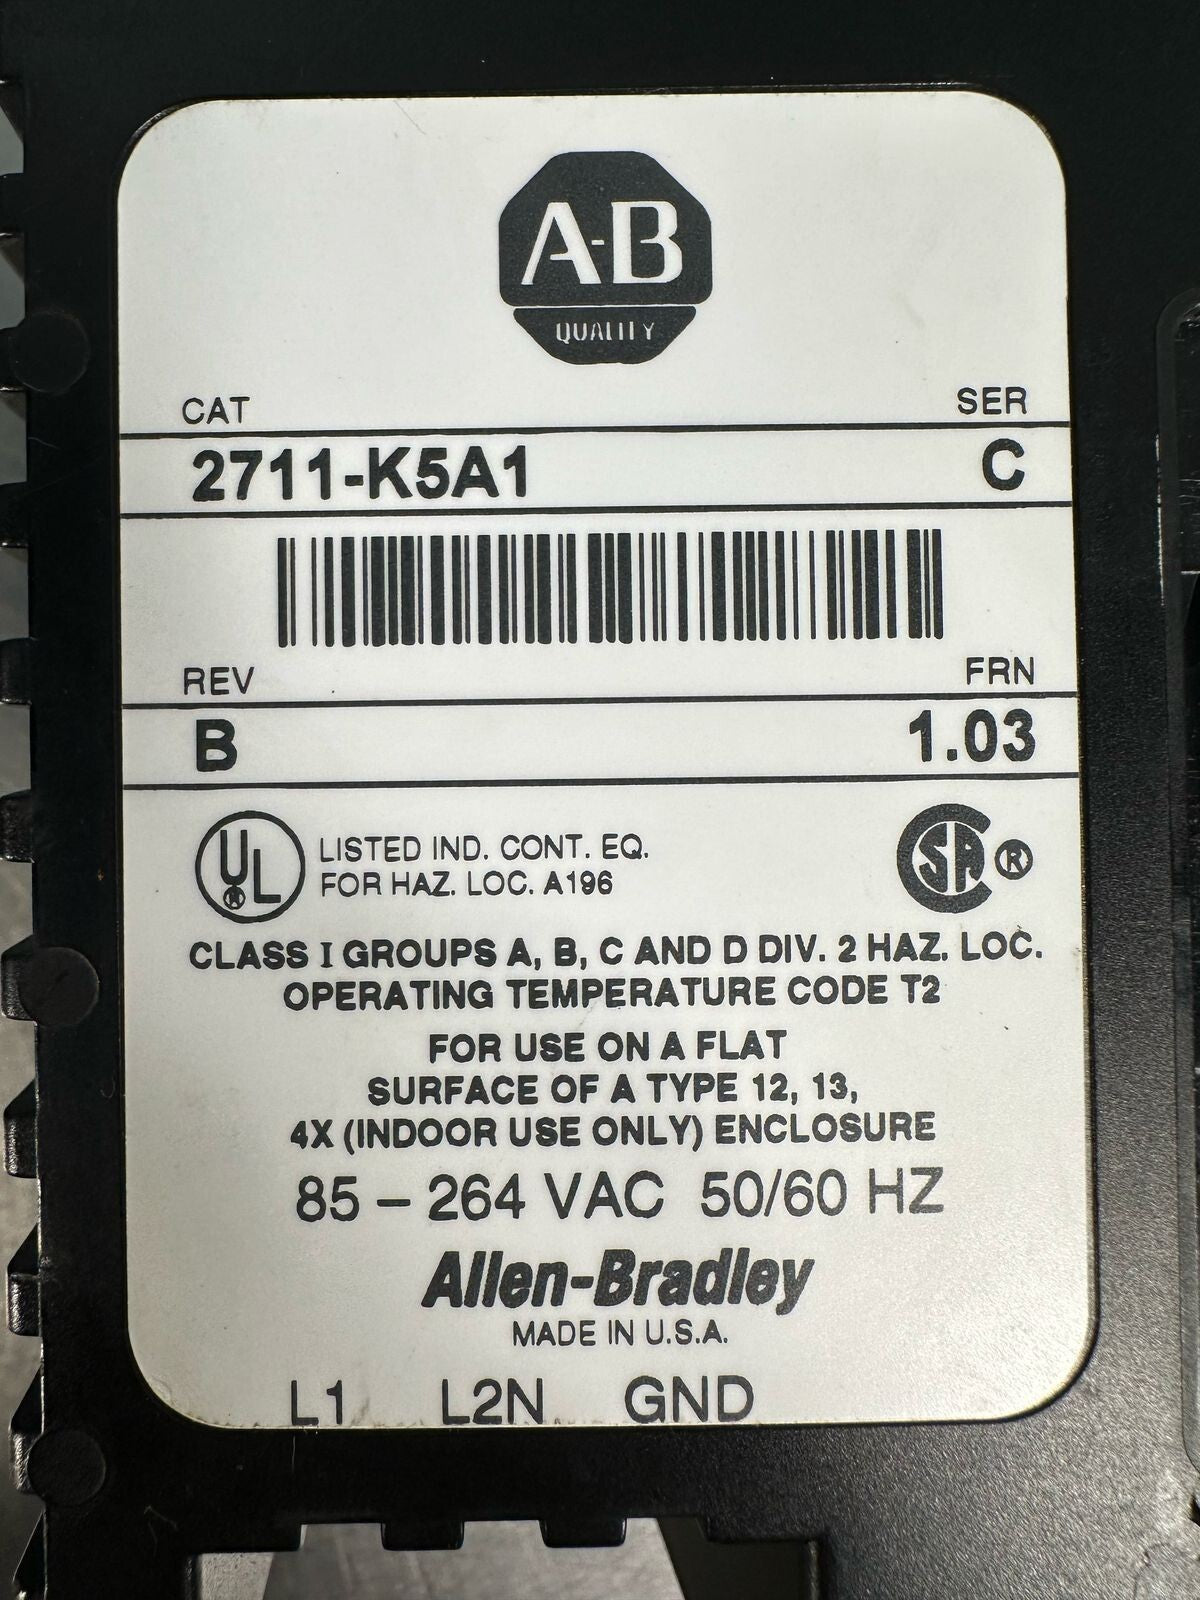 A-B
QUALITY
CAT SER
2711-K5A1 C
REV FRN
B 1.03
UL LISTED IND. CONT. EQ.
FOR HAZ. LOC. A196
SA ®
CLASS I GROUPS A, B, C AND D DIV. 2 HAZ. LOC.
OPERATING TEMPERATURE CODE T2
FOR USE ON A FLAT
SURFACE OF A TYPE 12, 13,
4X (INDOOR USE ONLY) ENCLOSURE
85 – 264 VAC 50/60 HZ
Allen-Bradley
MADE IN U.S.A.
L1 L2N GND